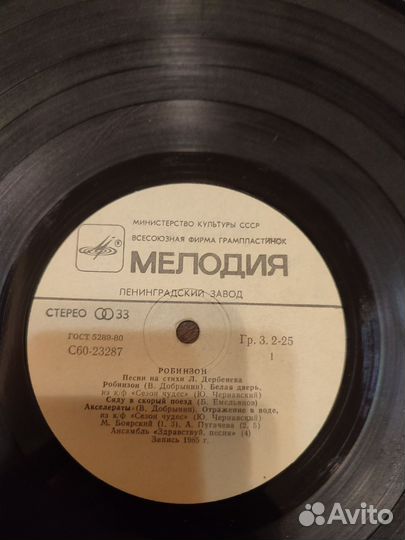 МИНИСТЕРСТВО КУЛЬТУРЫ СССР
ВСЕСОЮЗНАЯ ФИРМА ГРАМПЛАСТИНОК
®
МЕЛОДИЯ
ЛЕНИНГРАДСКИЙ ЗАВОД
СТЕРЕО 33
ГОСТ 5289-80
Гр. 3. 2-25
С60-23287
1
РОБИНЗОН
Песни на стихи Л. Дербенева
Робинзон (В. Добрынин). Белая дверь,
из к.ф «Сезон чудес» (Ю. Чернавский)
Сяду в скорый поезд (Б. Емельянов)
Акселераты (В. Добрынин). Отражение в воде,
из к.ф «Сезон чудес» (Ю. Чернавский)
М. Боярский (1, 3). А. Пугачева (2, 5)
Ансамбль «Здравствуй, песня» (4)
Запись 1985 г.
Avito